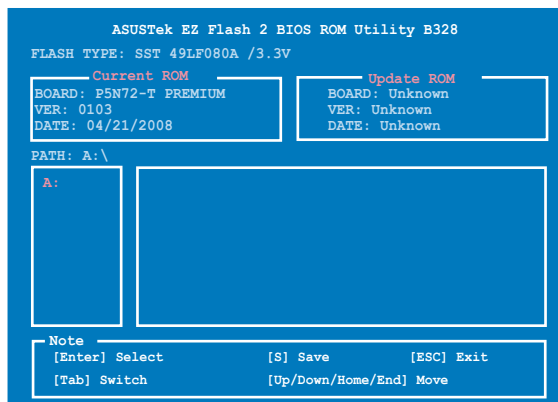 ASUSTek EZ Flash 2 BIOS ROM Utility B328
FLASH TYPE: SST 49LF080A /3.3V
Current ROM
BOARD: P5N72-T PREMIUM
VER: 0103
DATE: 04/21/2008
Update ROM
BOARD: Unknown
VER: Unknown
DATE: Unknown
PATH: A:\
A:
Note
[Enter] Select [S] Save [ESC] Exit
[Tab] Switch [Up/Down/Home/End] Move